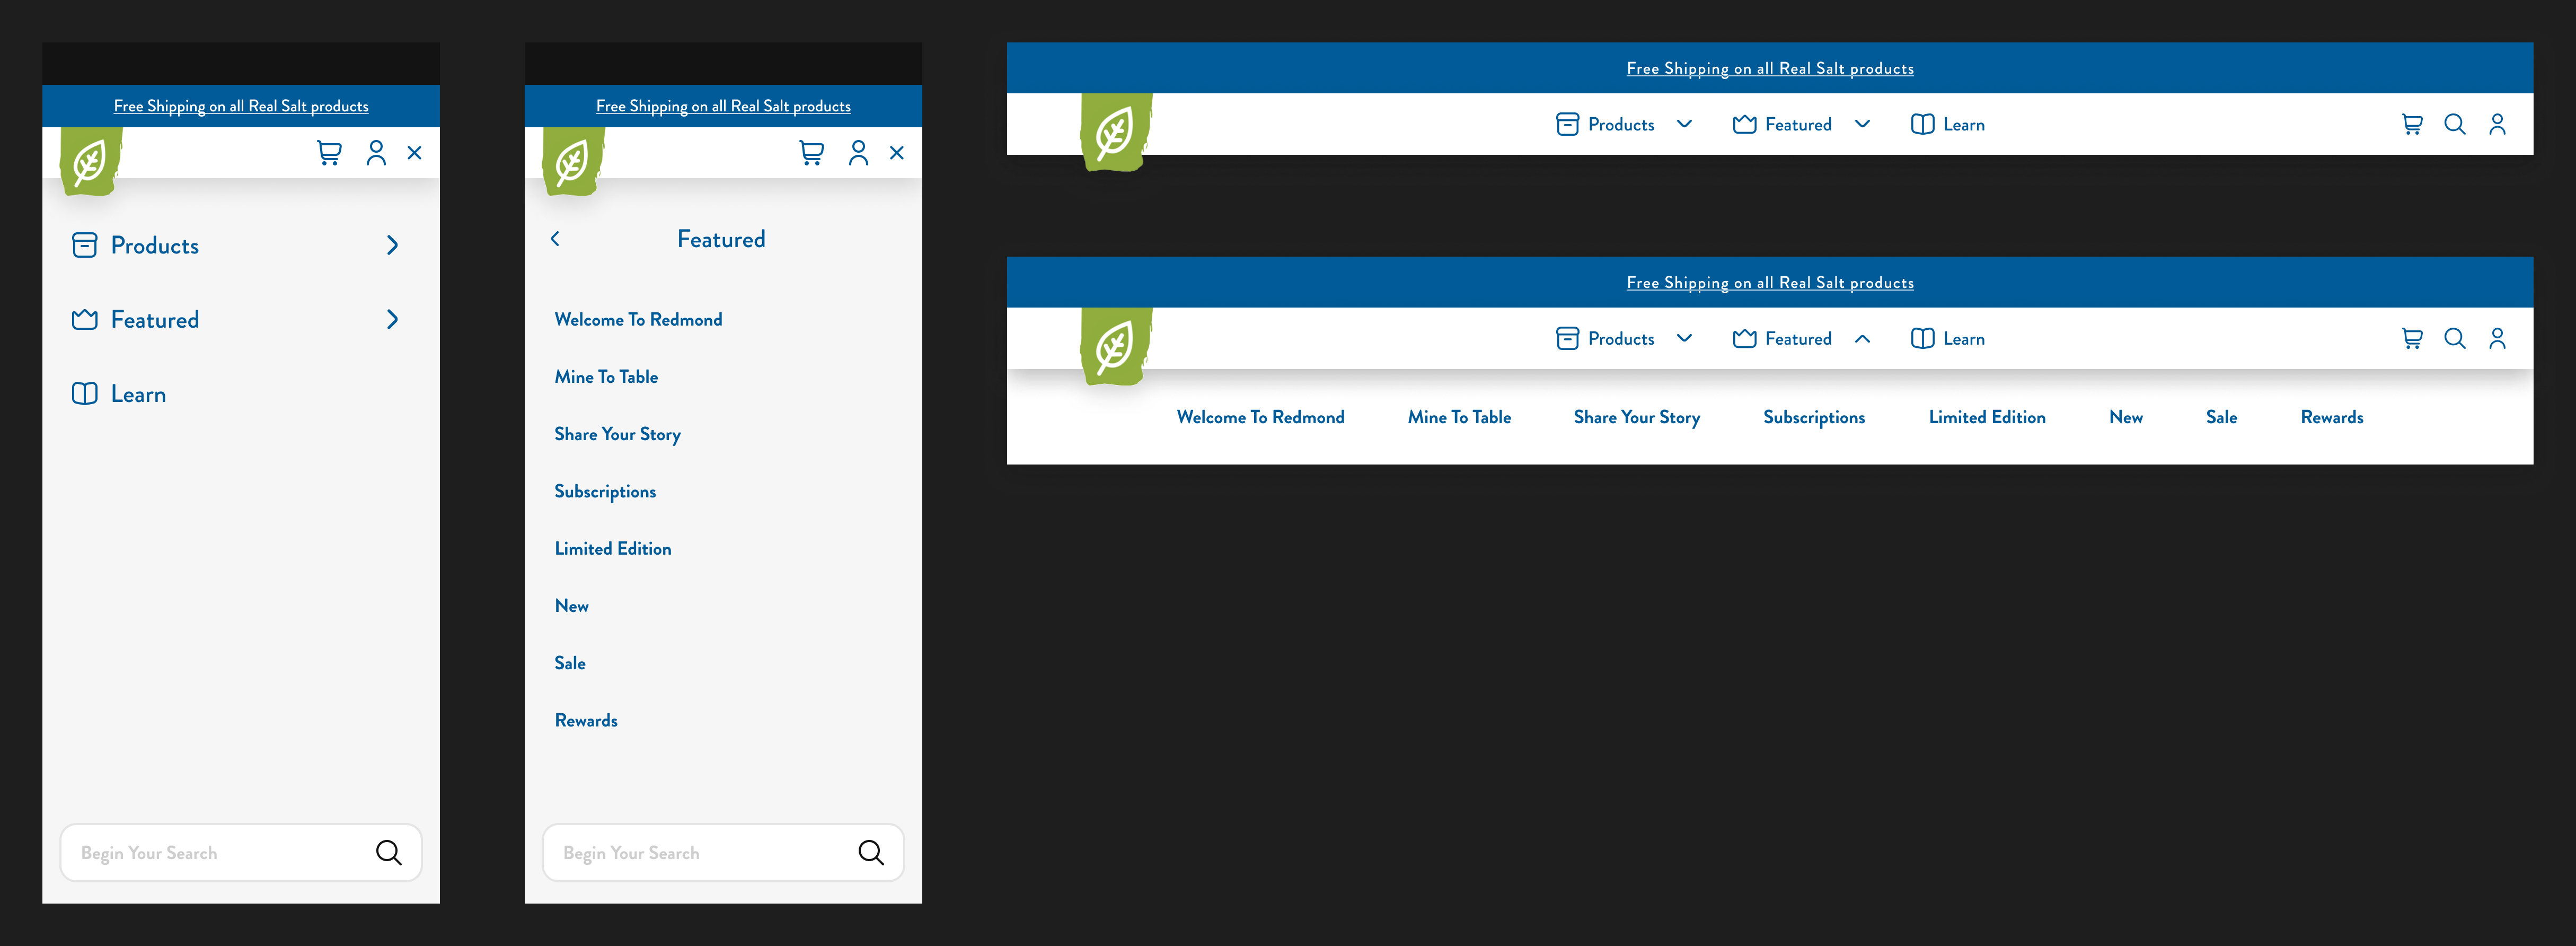 Free Shipping on all Real Salt products
Products
Featured
Learn
Begin Your Search
Free Shipping on all Real Salt products
Featured
Welcome To Redmond
Mine To Table
Share Your Story
Subscriptions
Limited Edition
New
Sale
Rewards
Begin Your Search
Free Shipping on all Real Salt products
Products Featured Learn
Free Shipping on all Real Salt products
Products Featured Learn
Welcome To Redmond Mine To Table Share Your Story Subscriptions Limited Edition New Sale Rewards